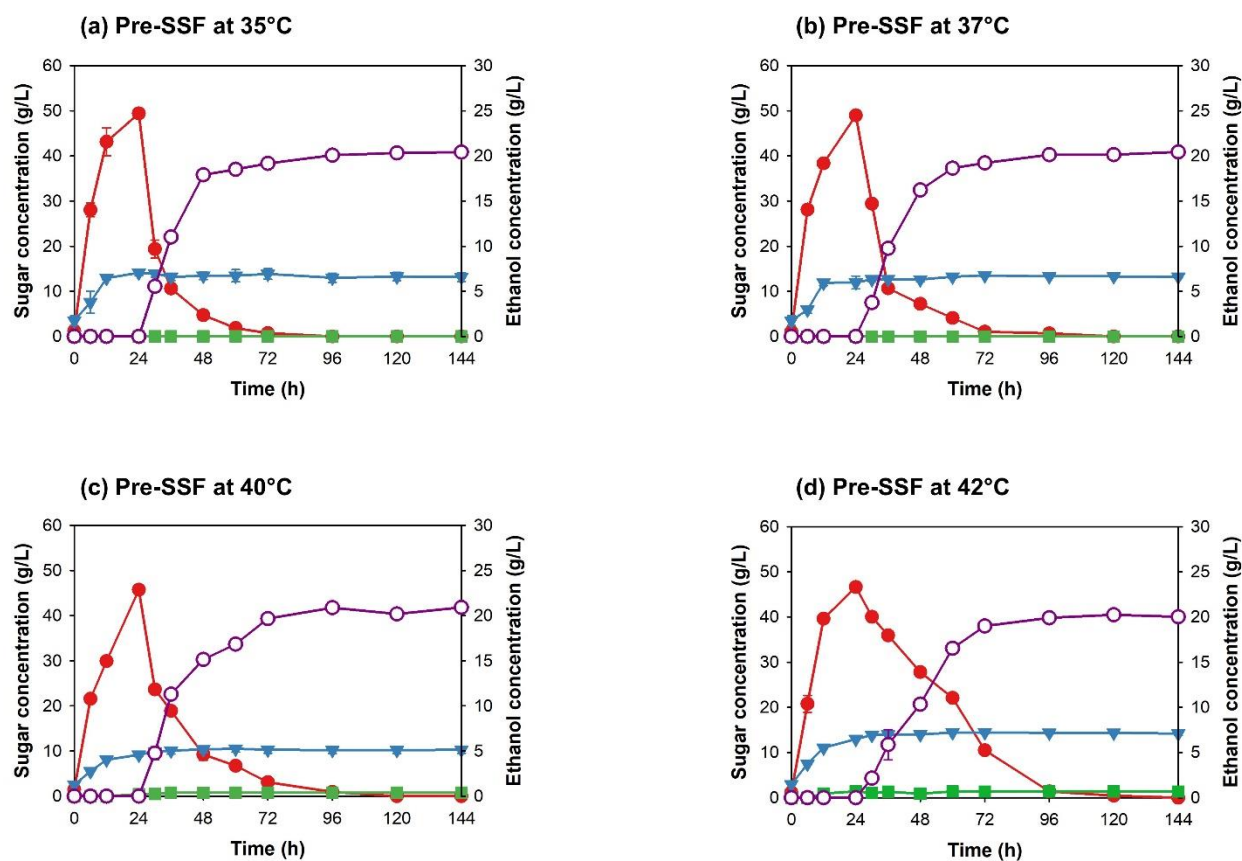 (a) Pre-SSF at 35°C
60
50
40
30
20
10
0
Sugar concentration (g/L)
30
25
20
15
10
5
0
Ethanol concentration (g/L)
0 24 48 72 96 120 144
Time (h)
(b) Pre-SSF at 37°C
60
50
40
30
20
10
0
Sugar concentration (g/L)
30
25
20
15
10
5
0
Ethanol concentration (g/L)
0 24 48 72 96 120 144
Time (h)
(c) Pre-SSF at 40°C
60
50
40
30
20
10
0
Sugar concentration (g/L)
30
25
20
15
10
5
0
Ethanol concentration (g/L)
0 24 48 72 96 120 144
Time (h)
(d) Pre-SSF at 42°C
60
50
40
30
20
10
0
Sugar concentration (g/L)
30
25
20
15
10
5
0
Ethanol concentration (g/L)
0 24 48 72 96 120 144
Time (h)